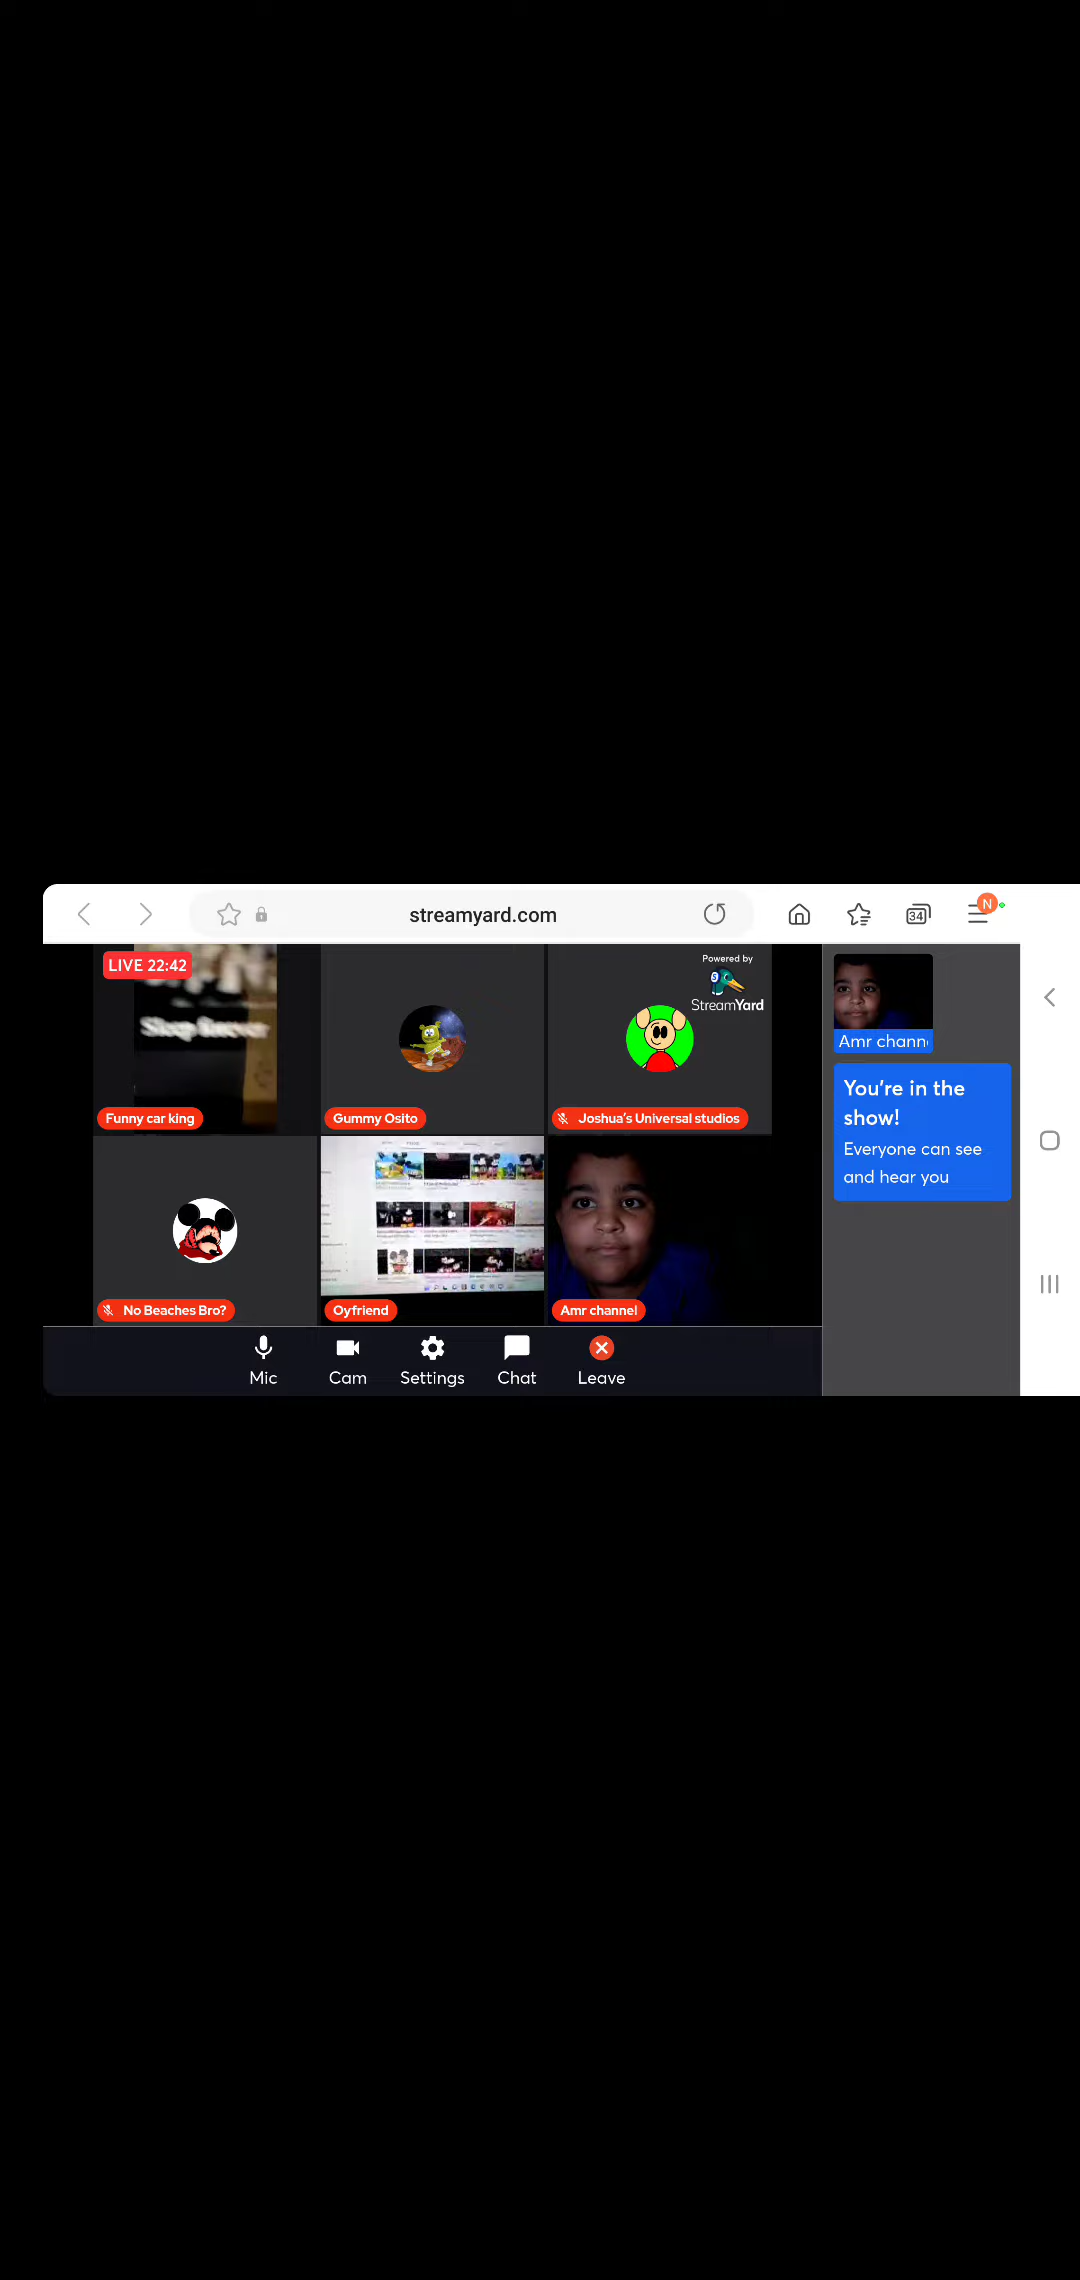 streamyard.com
34
N
LIVE 22:42
Powered by
StreamYard
Funny car king
Gummy Osito
Joshua's Universal studios
No Beaches Bro?
Oyfriend
Amr channel
Mic
Cam
Settings
Chat
Leave
Amr chann
You're in the
show!
Everyone can see
and hear you